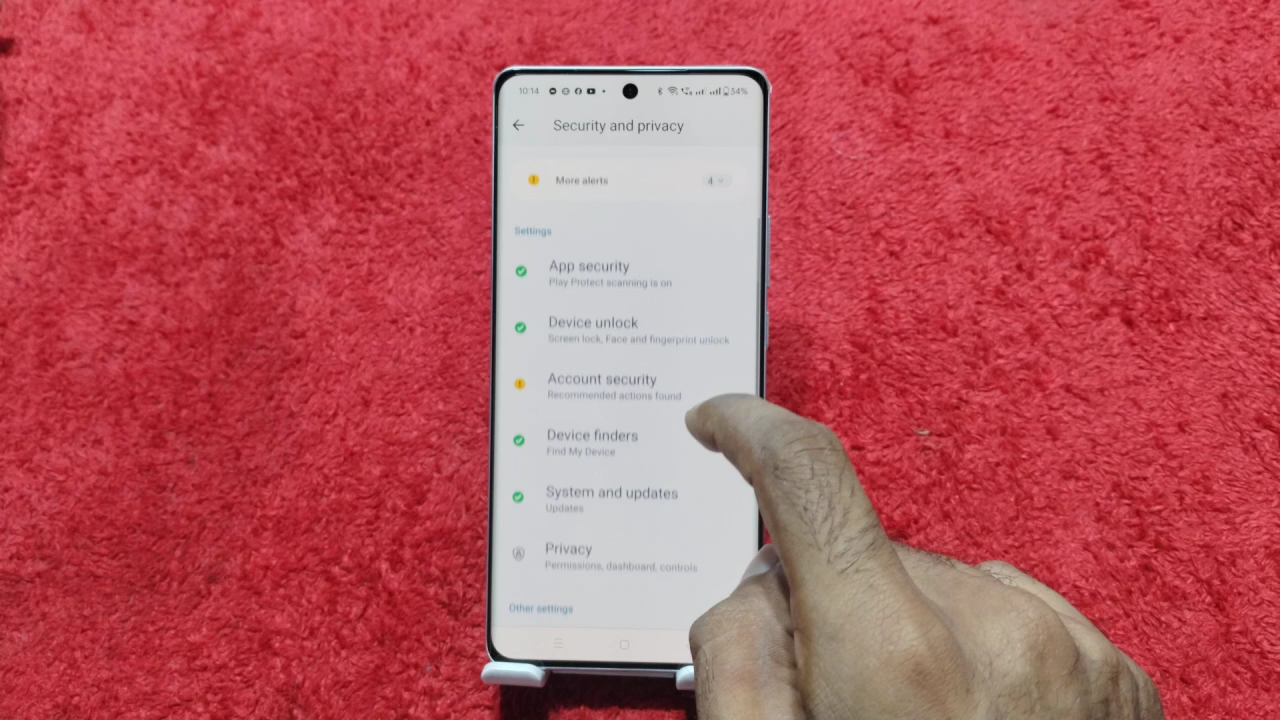 10:14 54%
Security and privacy
More alerts 4
Settings
App security
Play Protect scanning is on
Device unlock
Screen lock, Face and fingerprint unlock
Account security
Recommended actions found
Device finders
Find My Device
System and updates
Updates
Privacy
Permissions, dashboard, controls
Other settings